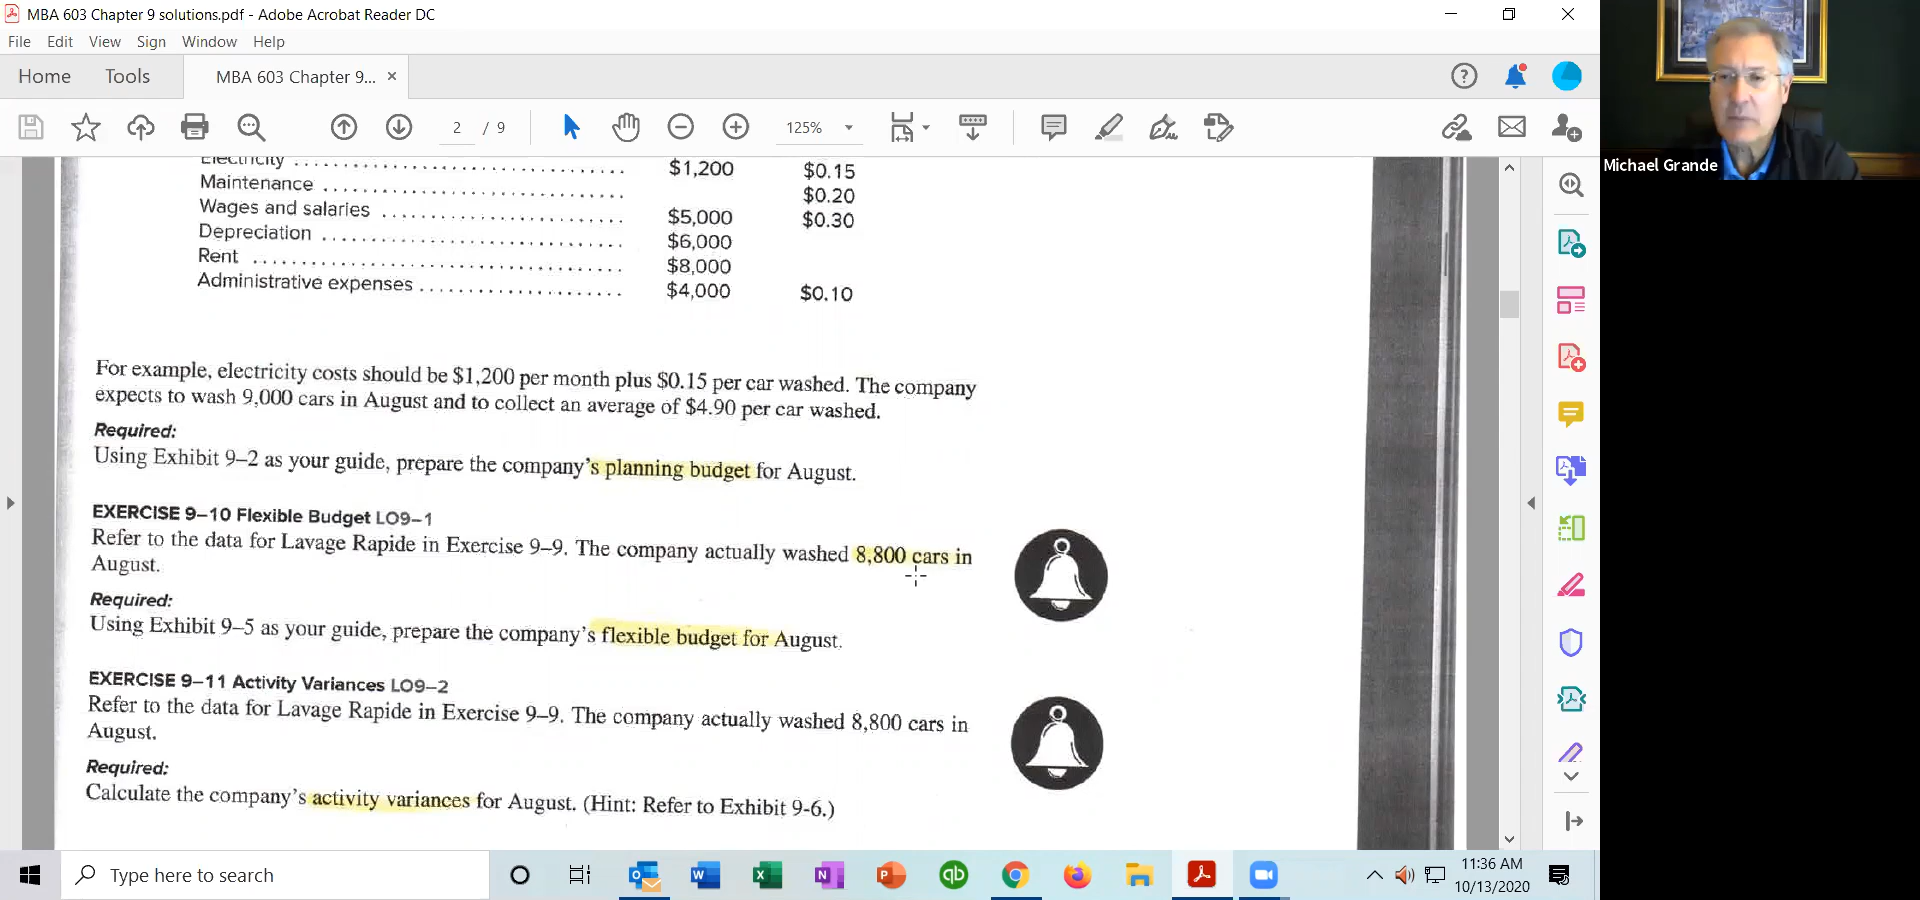 MBA 603 Chapter 9 solutions.pdf - Adobe Acrobat Reader DC
File Edit View Sign Window Help
Home Tools MBA 603 Chapter 9... ×
2 / 9 125%
Michael Grande
Electricity $1,200 $0.15
Maintenance $0.20
Wages and salaries $5,000 $0.30
Depreciation $6,000
Rent $8,000
Administrative expenses $4,000 $0.10
For example, electricity costs should be $1,200 per month plus $0.15 per car washed. The company
expects to wash 9,000 cars in August and to collect an average of $4.90 per car washed.
Required:
Using Exhibit 9–2 as your guide, prepare the company's planning budget for August.
EXERCISE 9–10 Flexible Budget LO9–1
Refer to the data for Lavage Rapide in Exercise 9–9. The company actually washed 8,800 cars in
August.
Required:
Using Exhibit 9–5 as your guide, prepare the company's flexible budget for August.
EXERCISE 9–11 Activity Variances LO9–2
Refer to the data for Lavage Rapide in Exercise 9–9. The company actually washed 8,800 cars in
August.
Required:
Calculate the company's activity variances for August. (Hint: Refer to Exhibit 9-6.)
Type here to search
11:36 AM
10/13/2020